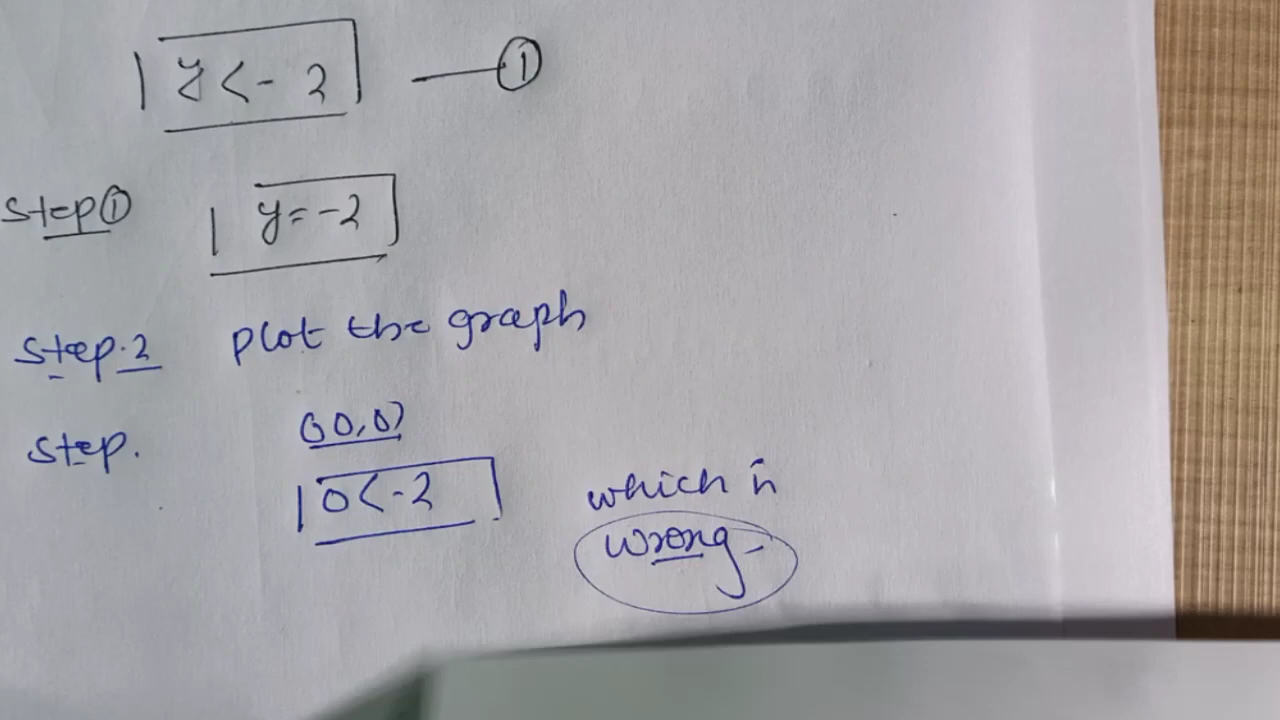 y < - 2 —— ①
Step ① y = -2
Step.2 Plot the graph
Step. (0,0)
0 < -2 which is
wrong